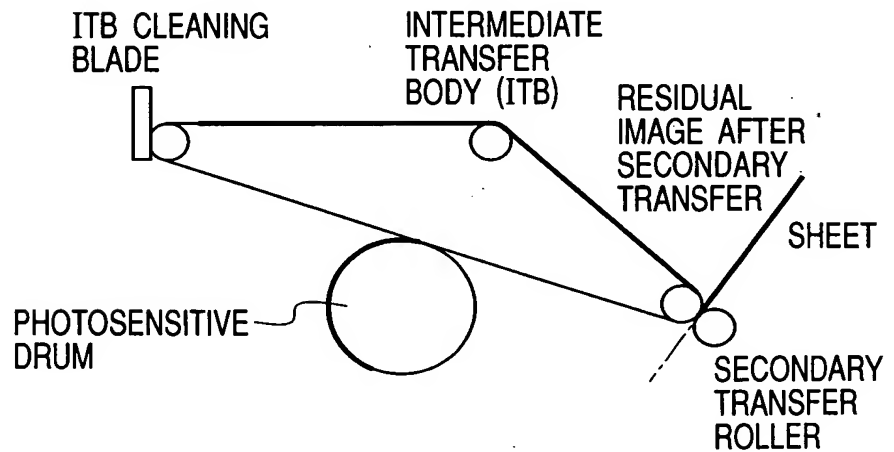 ITB CLEANING
BLADE
INTERMEDIATE
TRANSFER
BODY (ITB)
RESIDUAL
IMAGE AFTER
SECONDARY
TRANSFER
SHEET
PHOTOSENSITIVE
DRUM
SECONDARY
TRANSFER
ROLLER